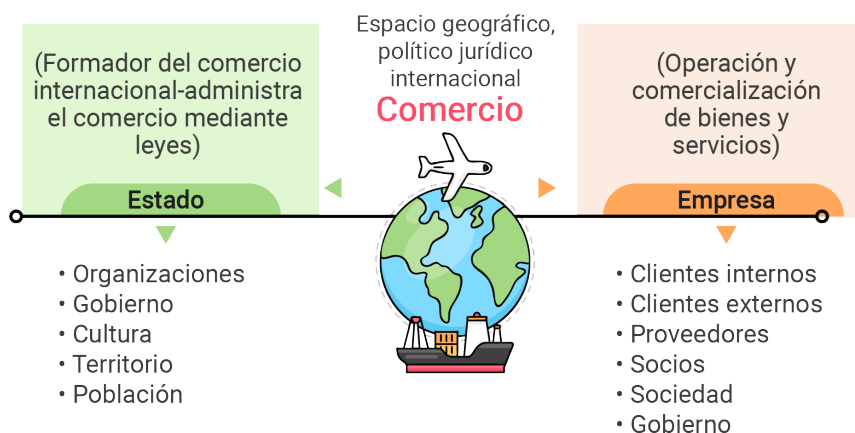 Espacio geográfico,
político jurídico
internacional
Comercio
(Formador del comercio
internacional-administra
el comercio mediante
leyes)
Estado
• Organizaciones
• Gobierno
• Cultura
• Territorio
• Población
(Operación y
comercialización
de bienes y
servicios)
Empresa
• Clientes internos
• Clientes externos
• Proveedores
• Socios
• Sociedad
• Gobierno